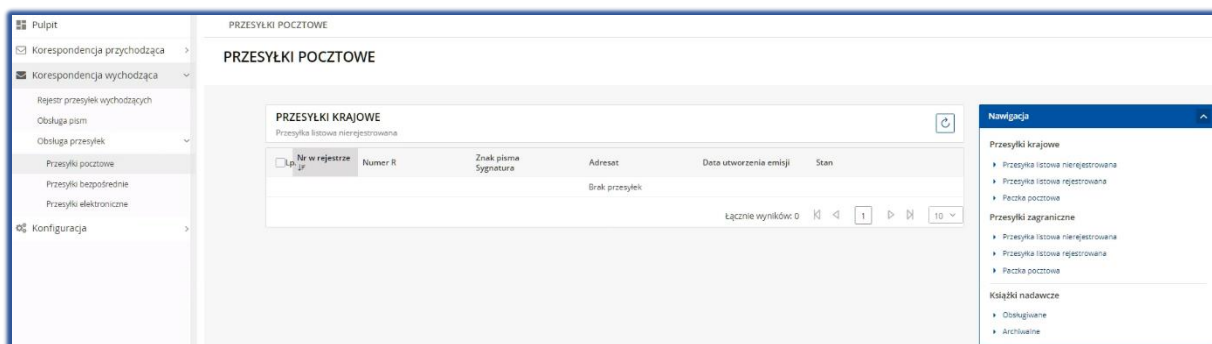 Pulpit
Korespondencja przychodząca
Korespondencja wychodząca
Rejestr przesyłek wychodzących
Obsługa pism
Obsługa przesyłek
Przesyłki pocztowe
Przesyłki bezpośrednie
Przesyłki elektroniczne
Konfiguracja
PRZESYŁKI POCZTOWE
PRZESYŁKI POCZTOWE
PRZESYŁKI KRAJOWE
Przesyłka listowa nierejestrowana
Lp. Nr w rejestrze Numer R Znak pisma Sygnatura Adresat Data utworzenia emisji Stan
Brak przesyłek
Łącznie wyników: 0 1 10
Nawigacja
Przesyłki krajowe
Przesyłka listowa nierejestrowana
Przesyłka listowa rejestrowana
Paczka pocztowa
Przesyłki zagraniczne
Przesyłka listowa nierejestrowana
Przesyłka listowa rejestrowana
Paczka pocztowa
Książki nadawcze
Obsługiwane
Archiwalne